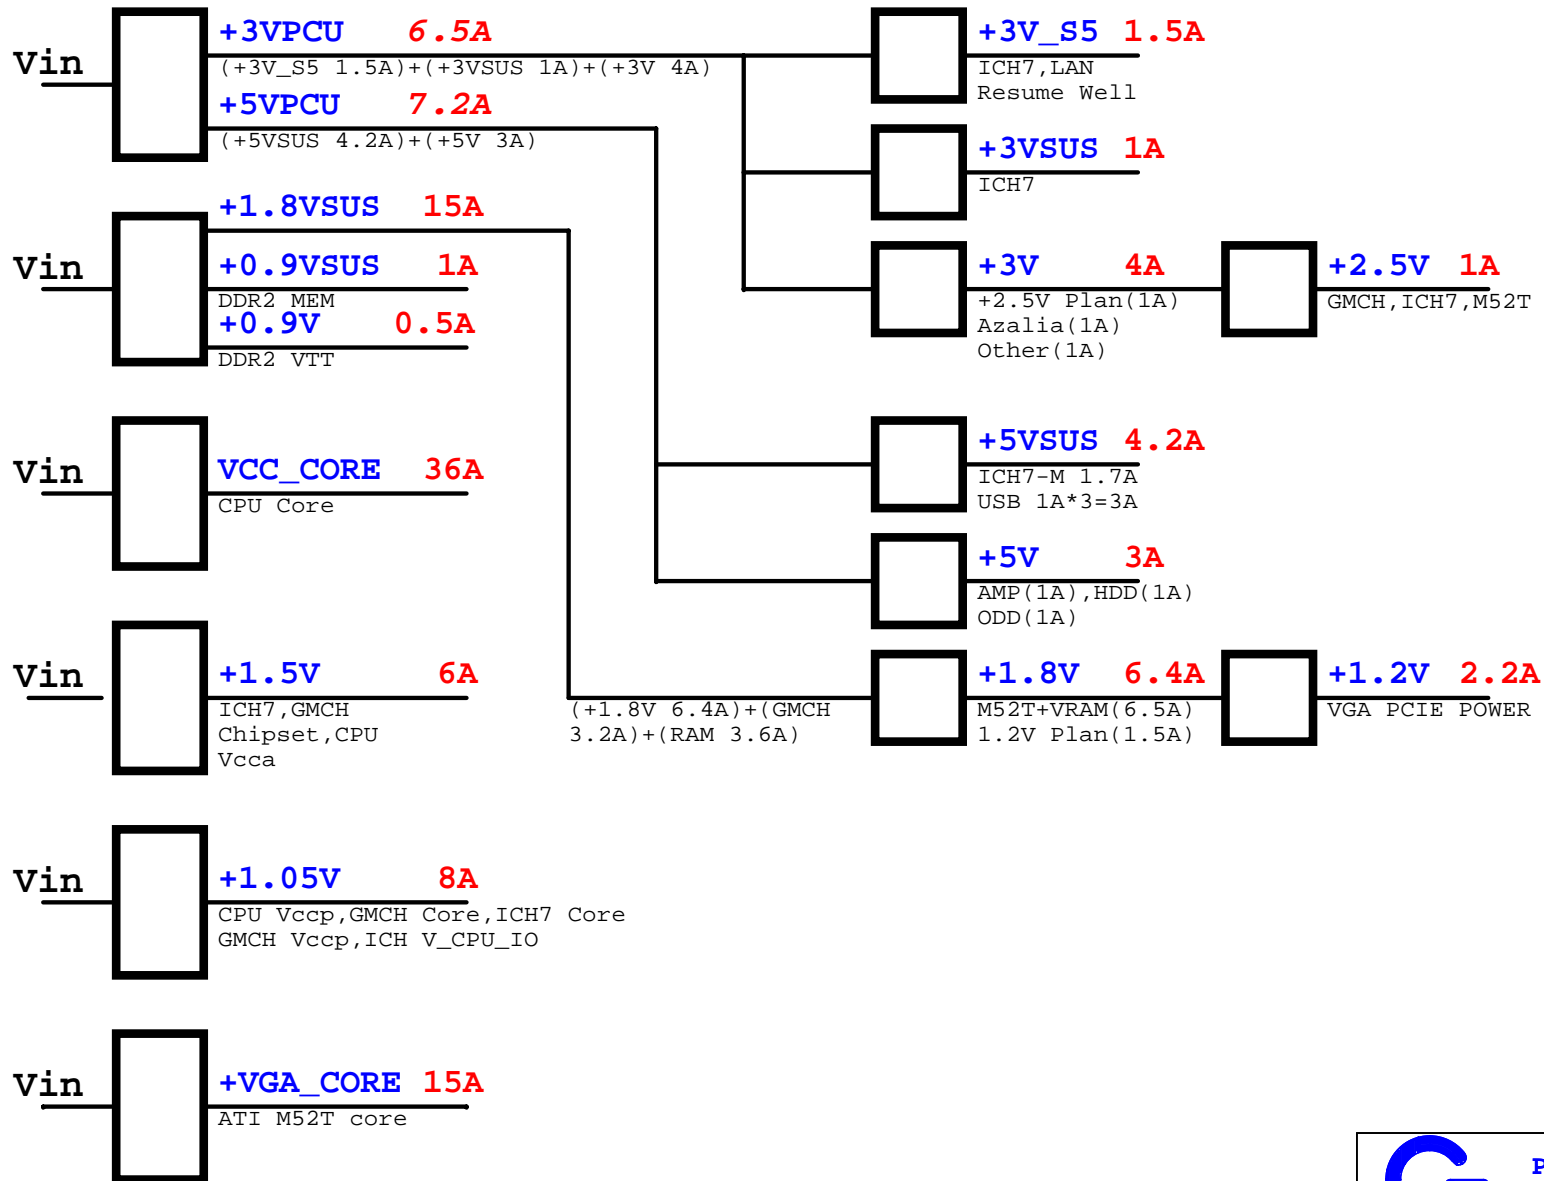 Vin
+3VPCU 6.5A
(+3V_S5 1.5A)+(+3VSUS 1A)+(+3V 4A)
+5VPCU 7.2A
(+5VSUS 4.2A)+(+5V 3A)
+3V_S5 1.5A
ICH7,LAN
Resume Well
+3VSUS 1A
ICH7
Vin
+1.8VSUS 15A
+0.9VSUS 1A
DDR2 MEM
+0.9V 0.5A
DDR2 VTT
+3V 4A
+2.5V Plan(1A)
Azalia(1A)
Other(1A)
+2.5V 1A
GMCH,ICH7,M52T
Vin
VCC_CORE 36A
CPU Core
+5VSUS 4.2A
ICH7-M 1.7A
USB 1A*3=3A
+5V 3A
AMP(1A),HDD(1A)
ODD(1A)
Vin
+1.5V 6A
ICH7,GMCH
Chipset,CPU
Vcca
(+1.8V 6.4A)+(GMCH
3.2A)+(RAM 3.6A)
+1.8V 6.4A
M52T+VRAM(6.5A)
1.2V Plan(1.5A)
+1.2V 2.2A
VGA PCIE POWER
Vin
+1.05V 8A
CPU Vccp,GMCH Core,ICH7 Core
GMCH Vccp,ICH V_CPU_IO
Vin
+VGA_CORE 15A
ATI M52T core